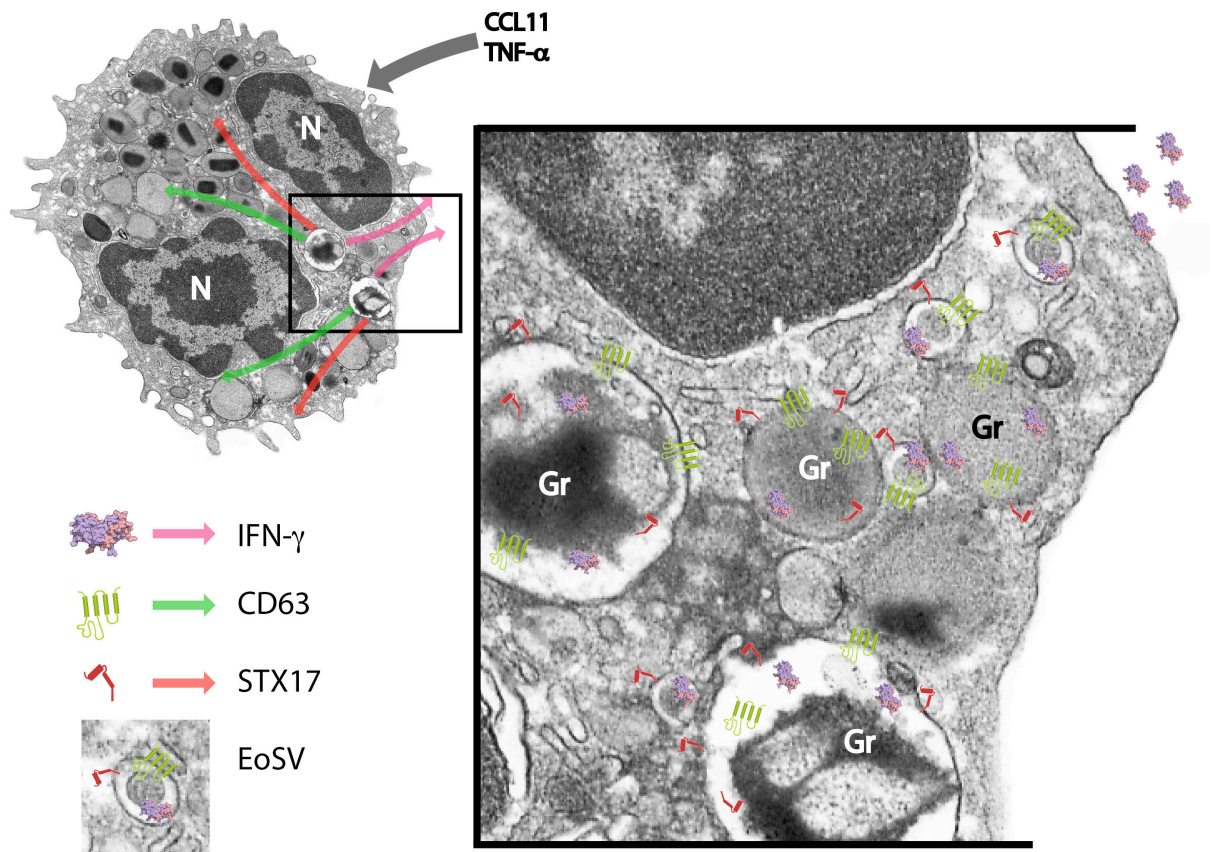 CCL11
TNF-α
N
N
Gr
Gr
Gr
Gr
IFN-γ
CD63
STX17
EoSV